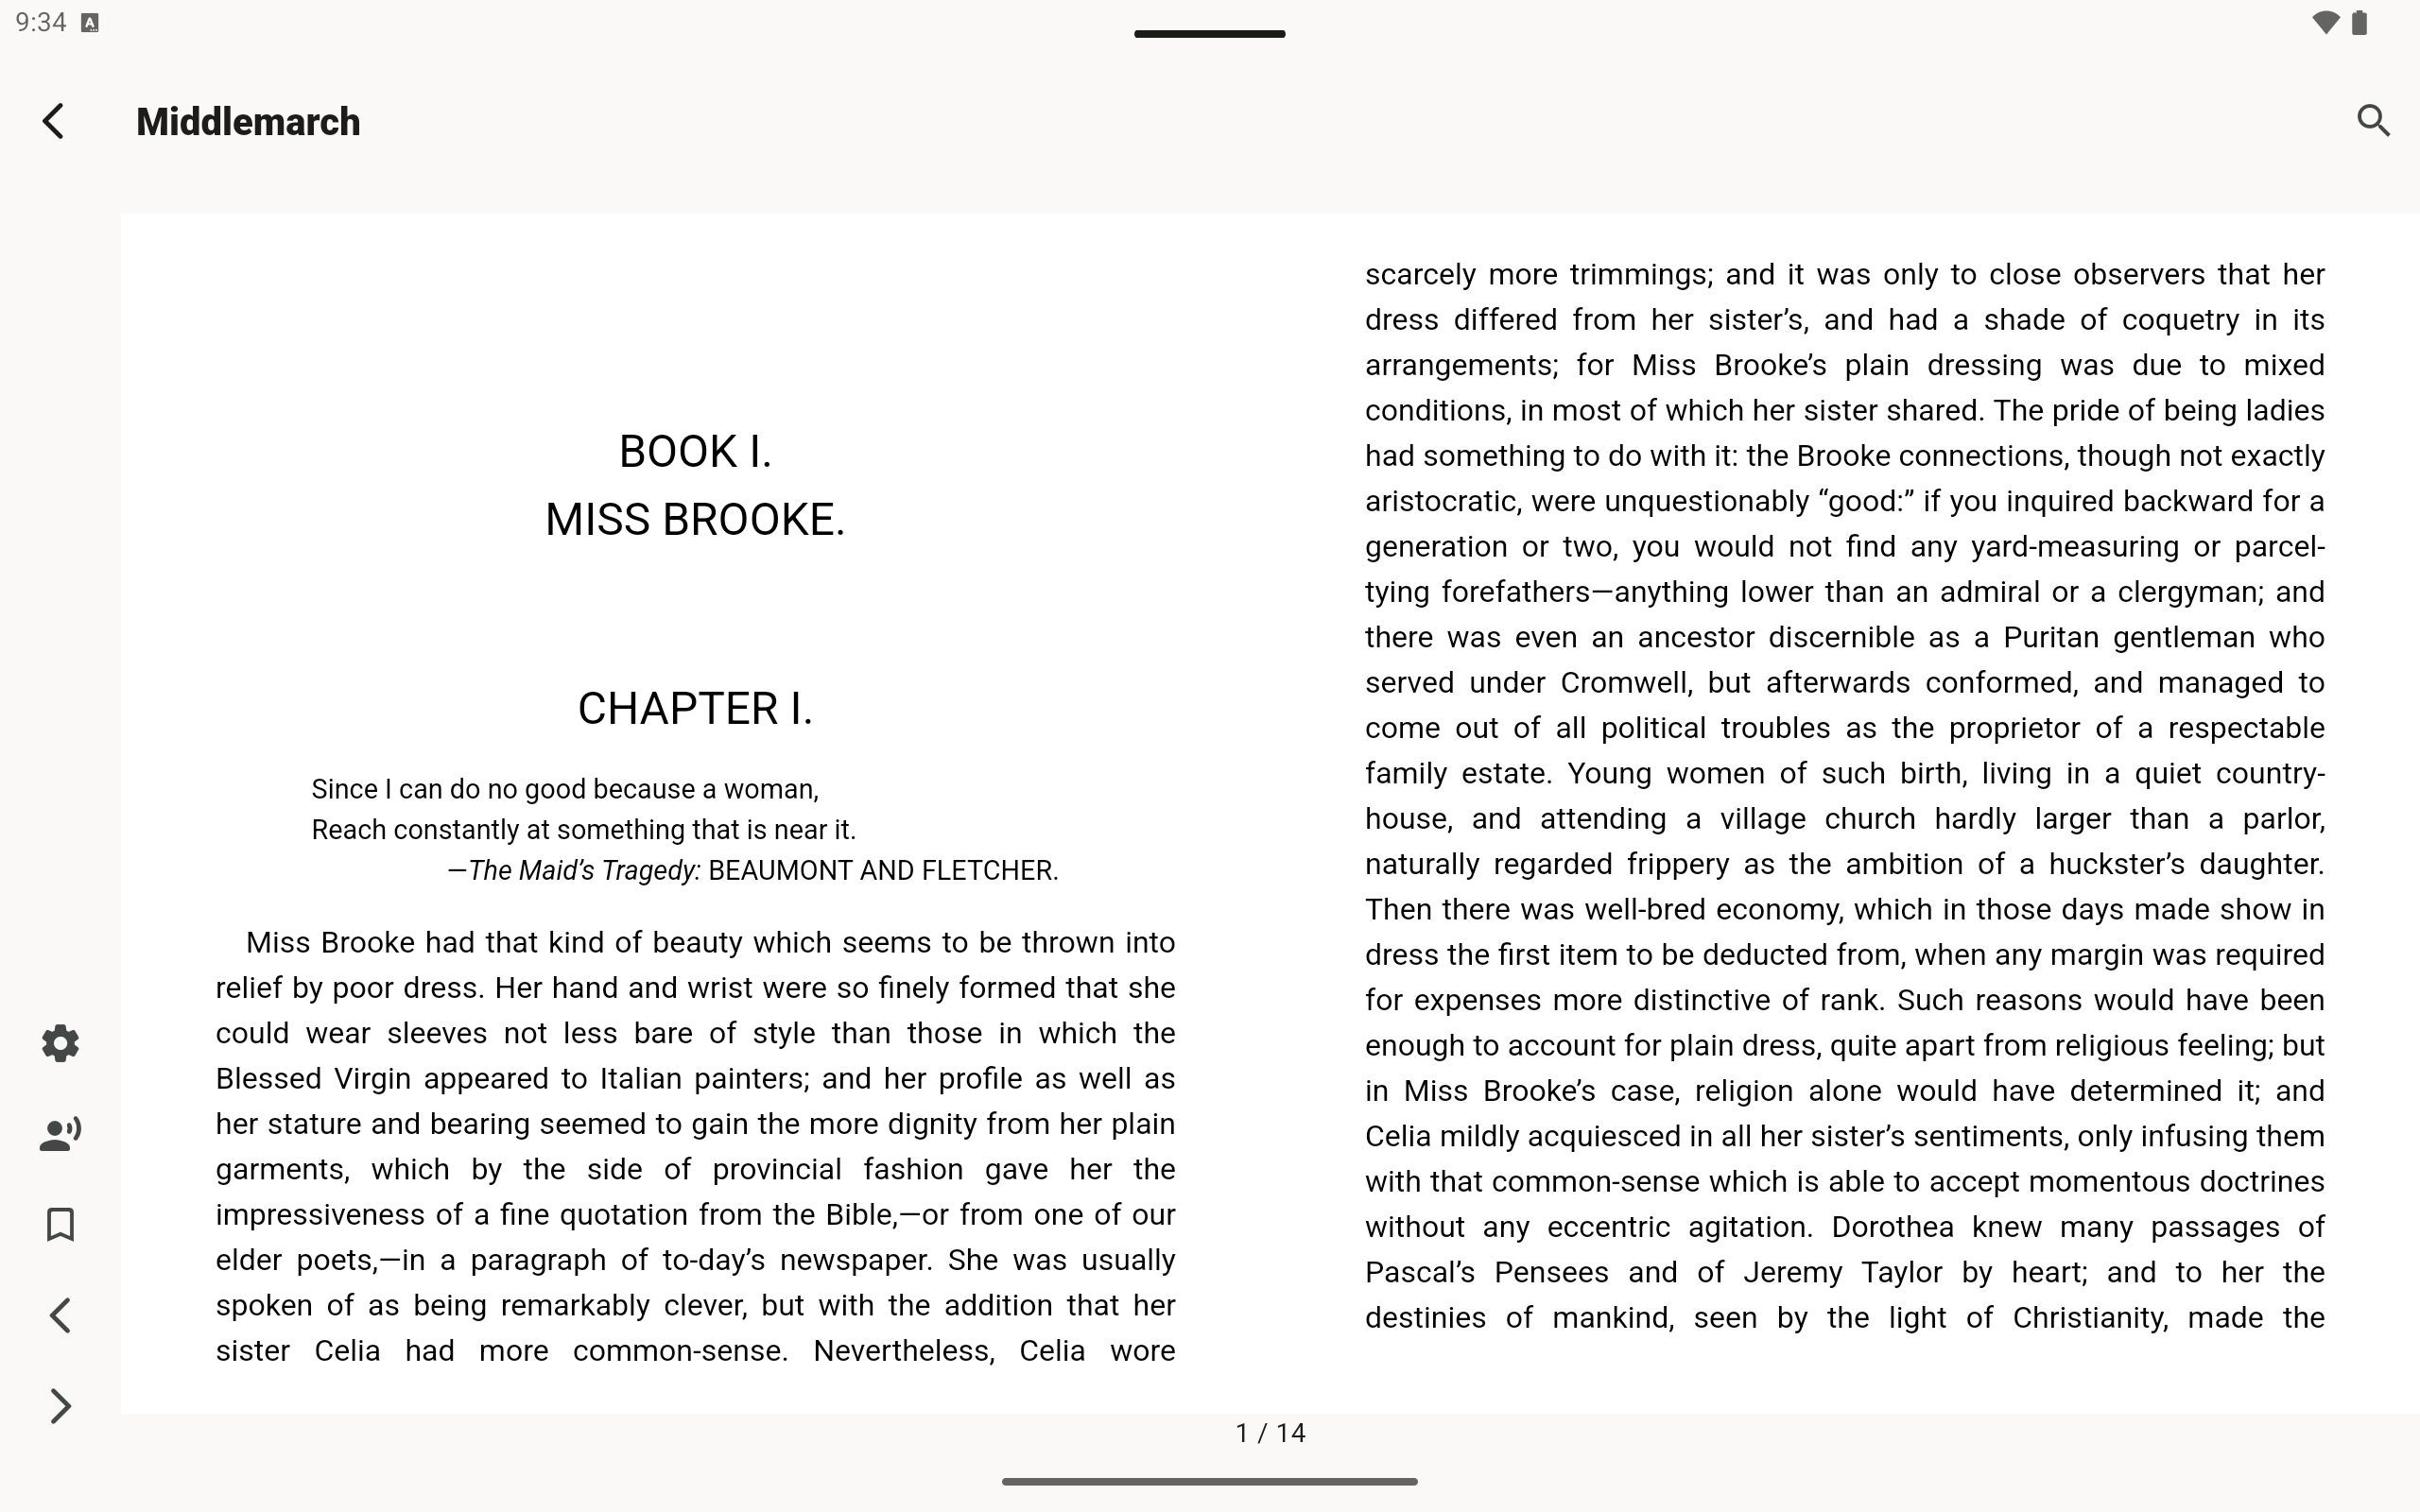 9:34
Middlemarch
BOOK I.
MISS BROOKE.
CHAPTER I.
Since I can do no good because a woman,
Reach constantly at something that is near it.
—The Maid’s Tragedy: BEAUMONT AND FLETCHER.
Miss Brooke had that kind of beauty which seems to be thrown into
relief by poor dress. Her hand and wrist were so finely formed that she
could wear sleeves not less bare of style than those in which the
Blessed Virgin appeared to Italian painters; and her profile as well as
her stature and bearing seemed to gain the more dignity from her plain
garments, which by the side of provincial fashion gave her the
impressiveness of a fine quotation from the Bible,—or from one of our
elder poets,—in a paragraph of to-day’s newspaper. She was usually
spoken of as being remarkably clever, but with the addition that her
sister Celia had more common-sense. Nevertheless, Celia wore
scarcely more trimmings; and it was only to close observers that her
dress differed from her sister’s, and had a shade of coquetry in its
arrangements; for Miss Brooke’s plain dressing was due to mixed
conditions, in most of which her sister shared. The pride of being ladies
had something to do with it: the Brooke connections, though not exactly
aristocratic, were unquestionably “good:” if you inquired backward for a
generation or two, you would not find any yard-measuring or parcel-
tying forefathers—anything lower than an admiral or a clergyman; and
there was even an ancestor discernible as a Puritan gentleman who
served under Cromwell, but afterwards conformed, and managed to
come out of all political troubles as the proprietor of a respectable
family estate. Young women of such birth, living in a quiet country-
house, and attending a village church hardly larger than a parlor,
naturally regarded frippery as the ambition of a huckster’s daughter.
Then there was well-bred economy, which in those days made show in
dress the first item to be deducted from, when any margin was required
for expenses more distinctive of rank. Such reasons would have been
enough to account for plain dress, quite apart from religious feeling; but
in Miss Brooke’s case, religion alone would have determined it; and
Celia mildly acquiesced in all her sister’s sentiments, only infusing them
with that common-sense which is able to accept momentous doctrines
without any eccentric agitation. Dorothea knew many passages of
Pascal’s Pensees and of Jeremy Taylor by heart; and to her the
destinies of mankind, seen by the light of Christianity, made the
1 / 14